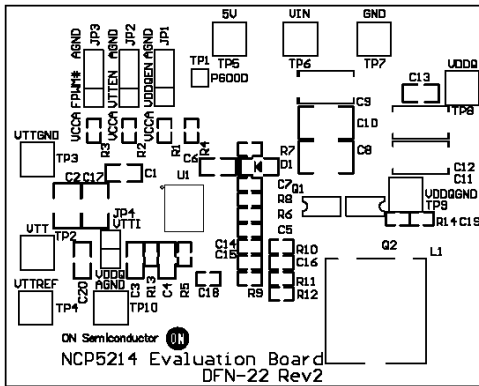 5V VIN GND
AGND JP3 AGND JP2 AGND JP1
VCCA FPWM# VCCA VTTEN VCCA VDDQEN
TP1 TP5 TP6 TP7 VDDQ
PGOOD
C13
TP8
C9
C10
R3 R2 R1 R4
VTTGND
TP3
C6 R7 C8
D1
C12
C11
C2 C17 C1 U1 C7 Q1
R8
R6
VDDQGND
TP9
JP4
VTTI
C5 R14 C19
VTT
TP2
C14
C15
R10
C16
Q2 L1
VTTREF
TP4
C20 VDDQ AGND C3 R13 C4 R5
TP10
C18 R9 R11
R12
ON Semiconductor ON
NCP5214 Evaluation Board
DFN-22 Rev2